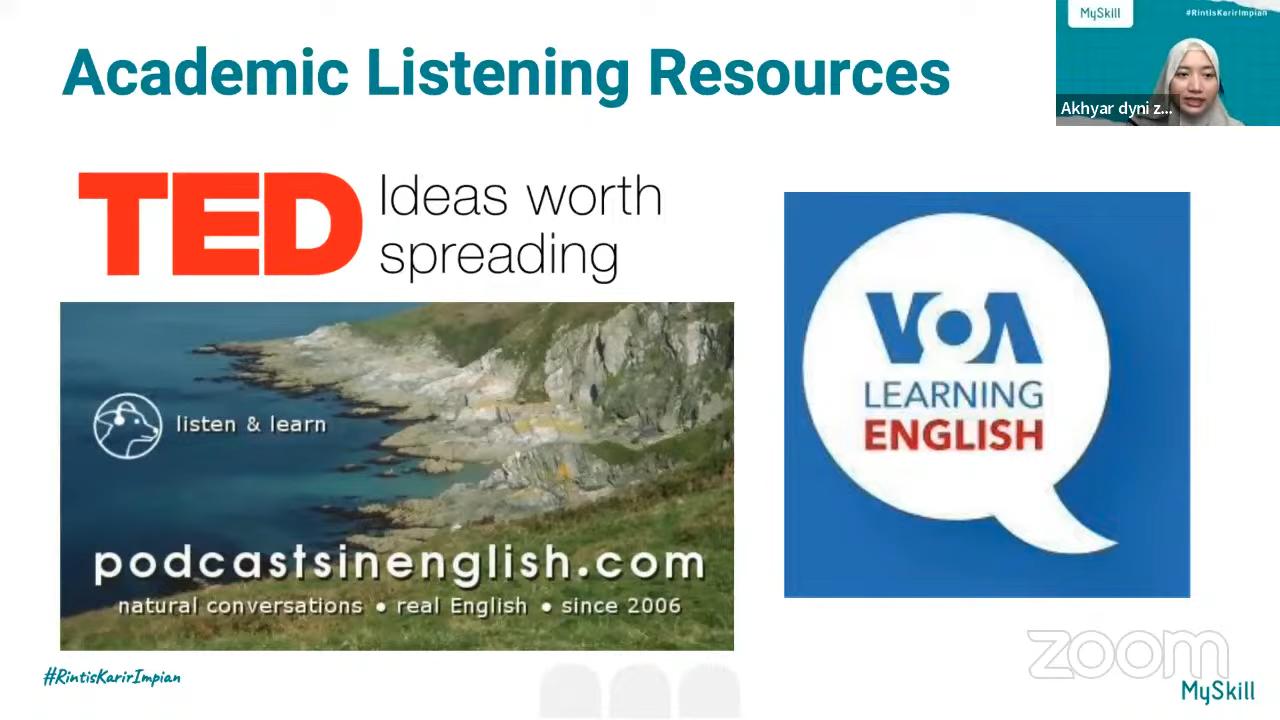 Academic Listening Resources
MySkill
#RintisKarirImpian
Akhyar dyni z...
TED
Ideas worth
spreading
VOA
LEARNING
ENGLISH
listen & learn
podcastsinenglish.com
natural conversations • real English • since 2006
#RintisKarirImpian
zoom
MySkill